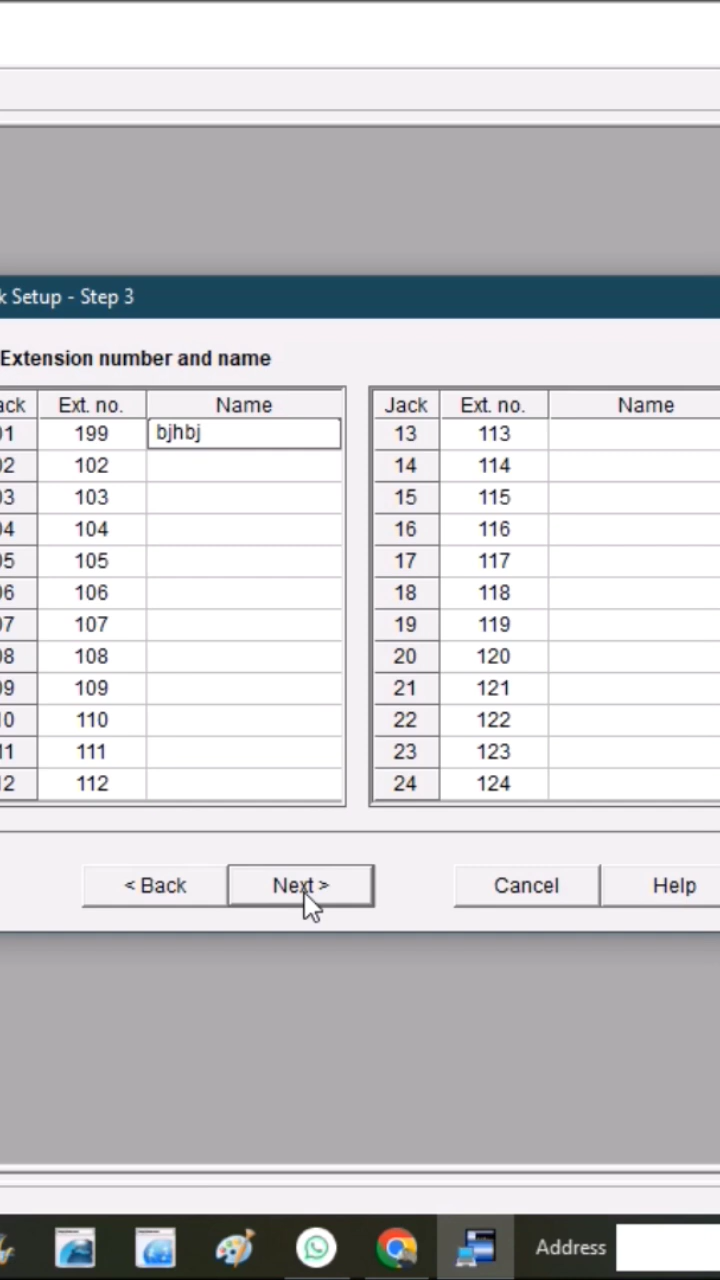 k Setup - Step 3
Extension number and name
ack Ext. no. Name Jack Ext. no. Name
01 199 bjhbj 13 113
02 102 14 114
03 103 15 115
04 104 16 116
05 105 17 117
06 106 18 118
07 107 19 119
08 108 20 120
09 109 21 121
10 110 22 122
11 111 23 123
12 112 24 124
< Back Next > Cancel Help
Address